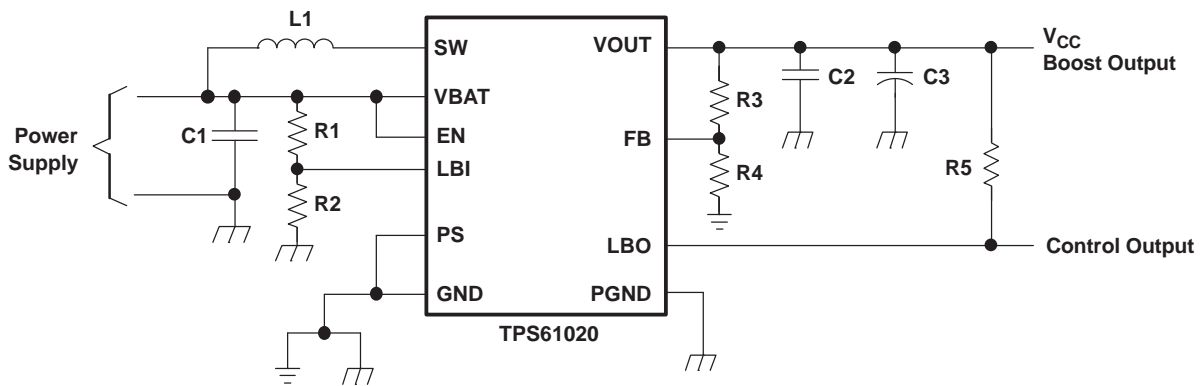 L1
SW
VOUT
V_CC
Boost Output
C2
C3
R3
VBAT
Power
Supply
C1
R1
EN
FB
LBI
R4
R5
R2
PS
LBO
Control Output
GND
PGND
TPS61020